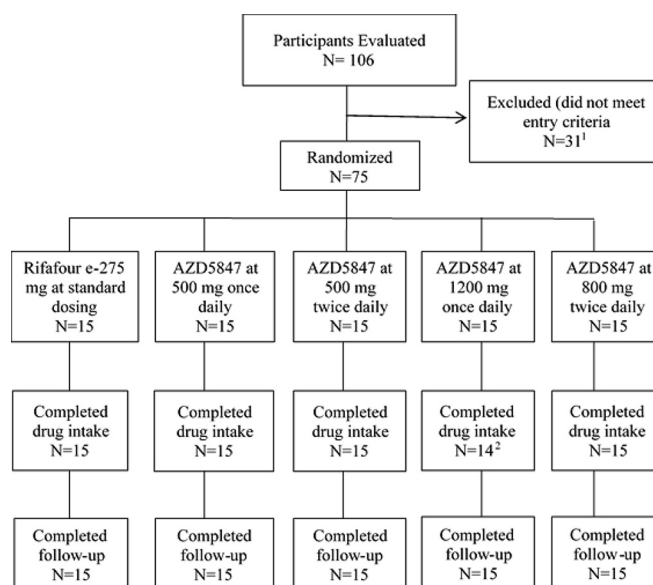 Participants Evaluated
N= 106
Excluded (did not meet
entry criteria
N=31¹
Randomized
N=75
Rifafour e-275
mg at standard
dosing
N=15
AZD5847 at
500 mg once
daily
N=15
AZD5847 at
500 mg
twice daily
N=15
AZD5847 at
1200 mg
once daily
N=15
AZD5847 at
800 mg
twice daily
N=15
Completed
drug intake
N=15
Completed
drug intake
N=15
Completed
drug intake
N=15
Completed
drug intake
N=14²
Completed
drug intake
N=15
Completed
follow-up
N=15
Completed
follow-up
N=15
Completed
follow-up
N=15
Completed
follow-up
N=15
Completed
follow-up
N=15